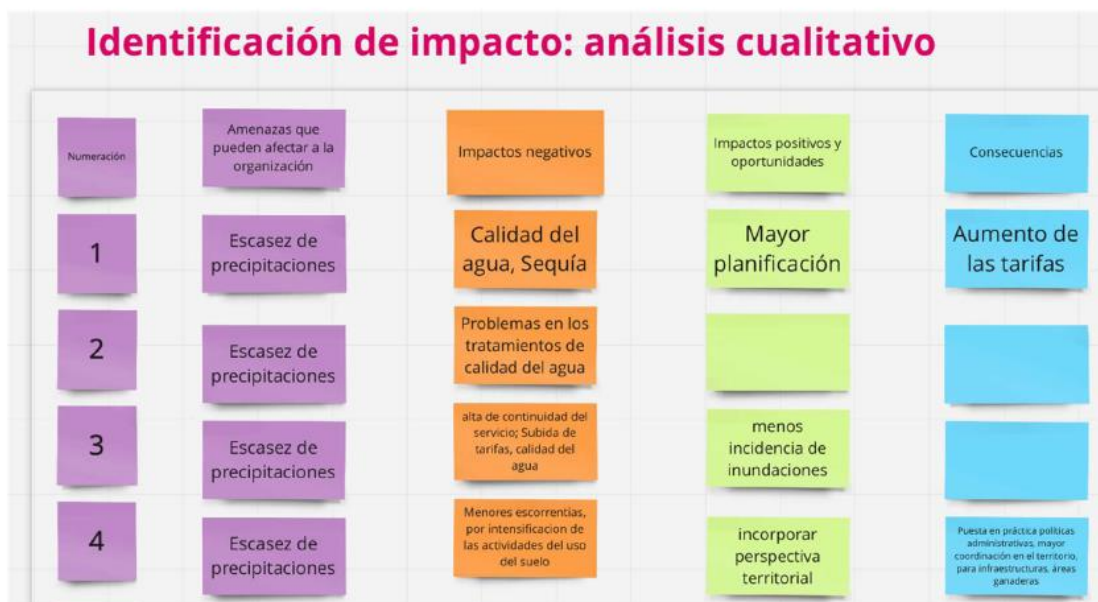 Identificación de impacto: análisis cualitativo
Numeración
Amenazas que
pueden afectar a la
organización
Impactos negativos
Impactos positivos y
oportunidades
Consecuencias
1
Escasez de
precipitaciones
Calidad del
agua, Sequía
Mayor
planificación
Aumento de
las tarifas
2
Escasez de
precipitaciones
Problemas en los
tratamientos de
calidad del agua
3
Escasez de
precipitaciones
alta de continuidad del
servicio; Subida de
tarifas, calidad del
agua
menos
incidencia de
inundaciones
4
Escasez de
precipitaciones
Menores escorrentias,
por intensificacion de
las actividades del uso
del suelo
incorporar
perspectiva
territorial
Puesta en práctica políticas
administrativas, mayor
coordinación en el territorio,
para infraestructuras, áreas
ganaderas